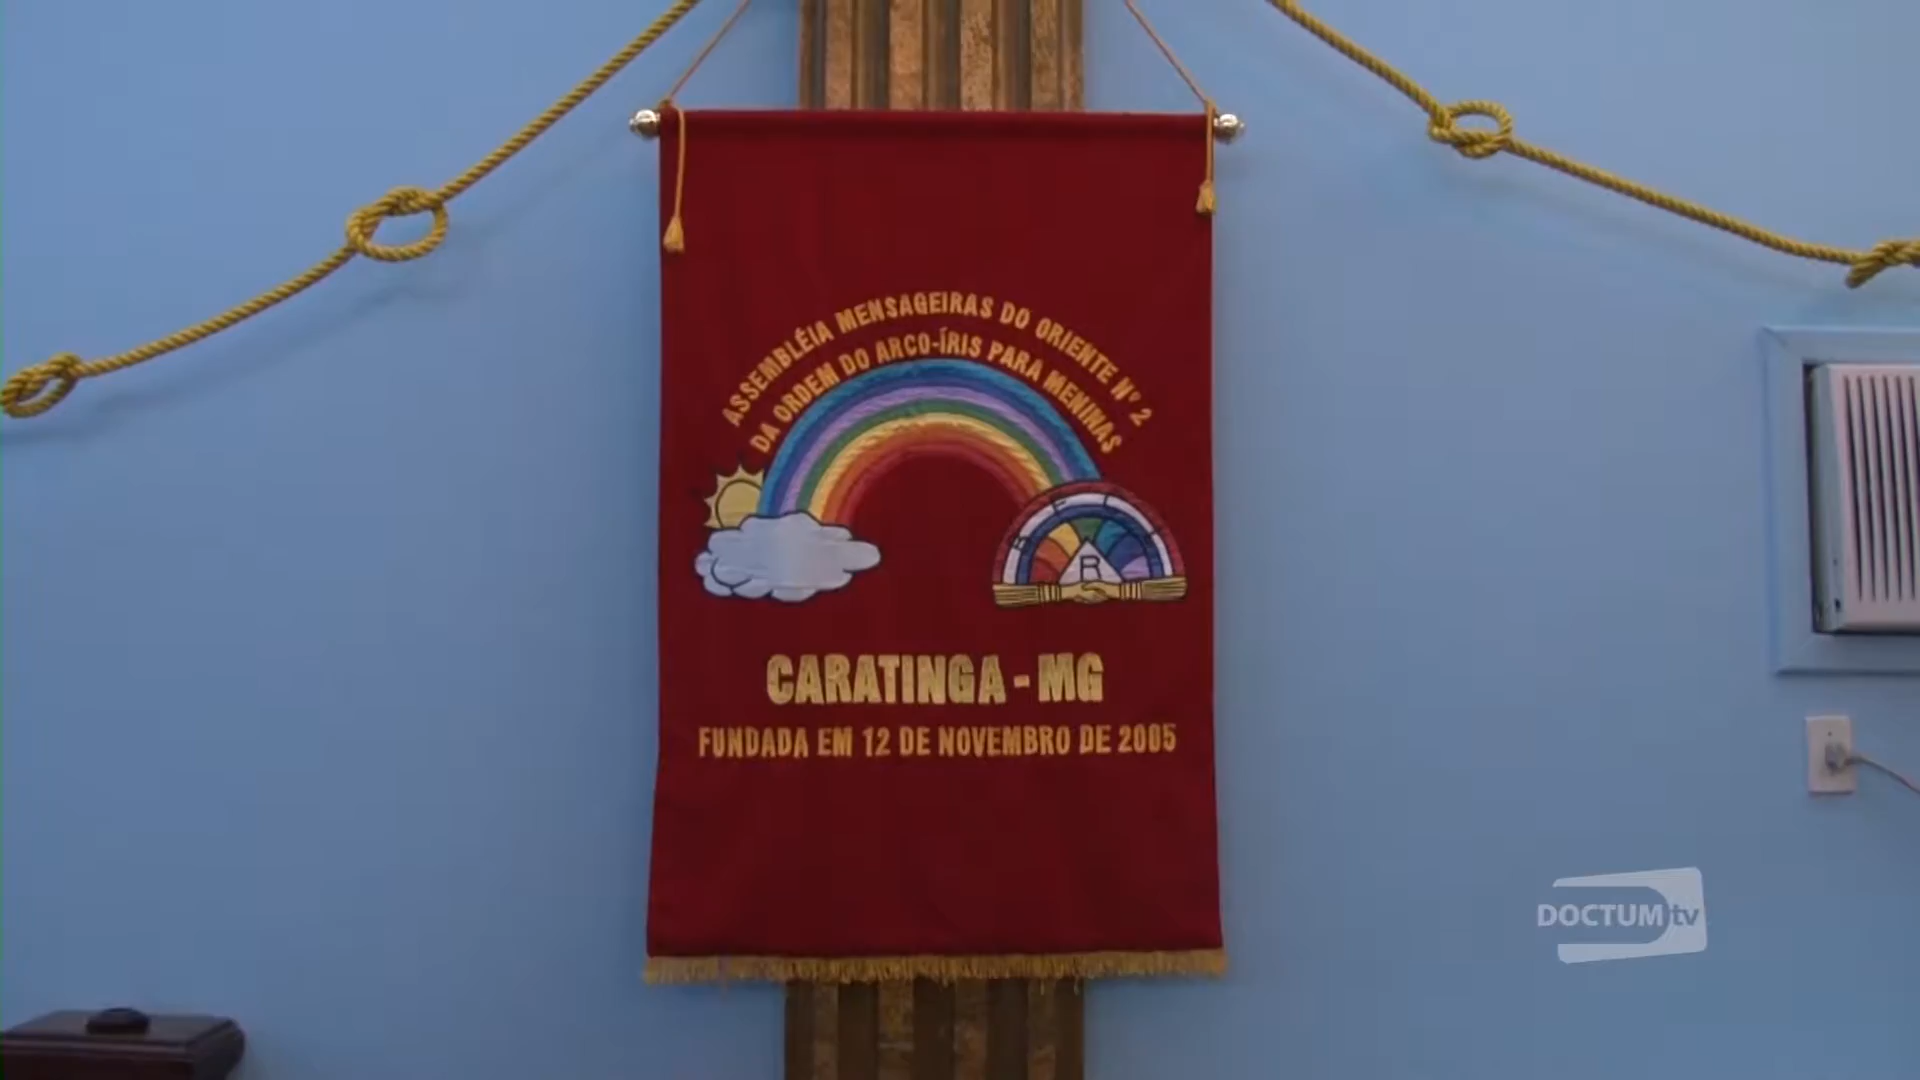 ASSEMBLÉIA MENSAGEIRAS DO ORIENTE Nº 2
DA ORDEM DO ARCO-ÍRIS PARA MENINAS
R
CARATINGA - MG
FUNDADA EM 12 DE NOVEMBRO DE 2005
DOCTUM tv